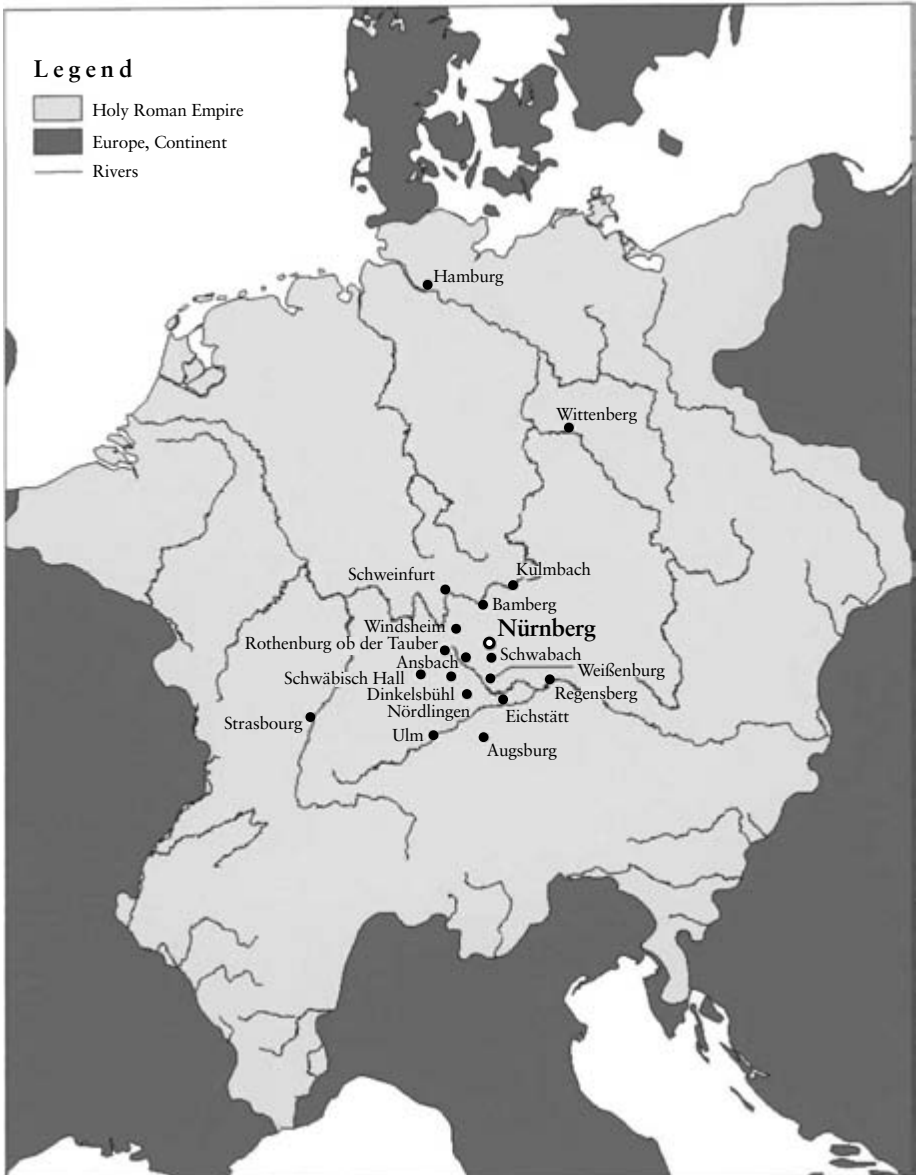 Legend
Holy Roman Empire
Europe, Continent
Rivers
Hamburg
Wittenberg
Kulmbach
Schweinfurt
Bamberg
Windsheim
Nürnberg
Rothenburg ob der Tauber
Schwabach
Ansbach
Weißenburg
Schwäbisch Hall
Regensberg
Dinkelsbühl
Nördlingen
Eichstätt
Strasbourg
Ulm
Augsburg